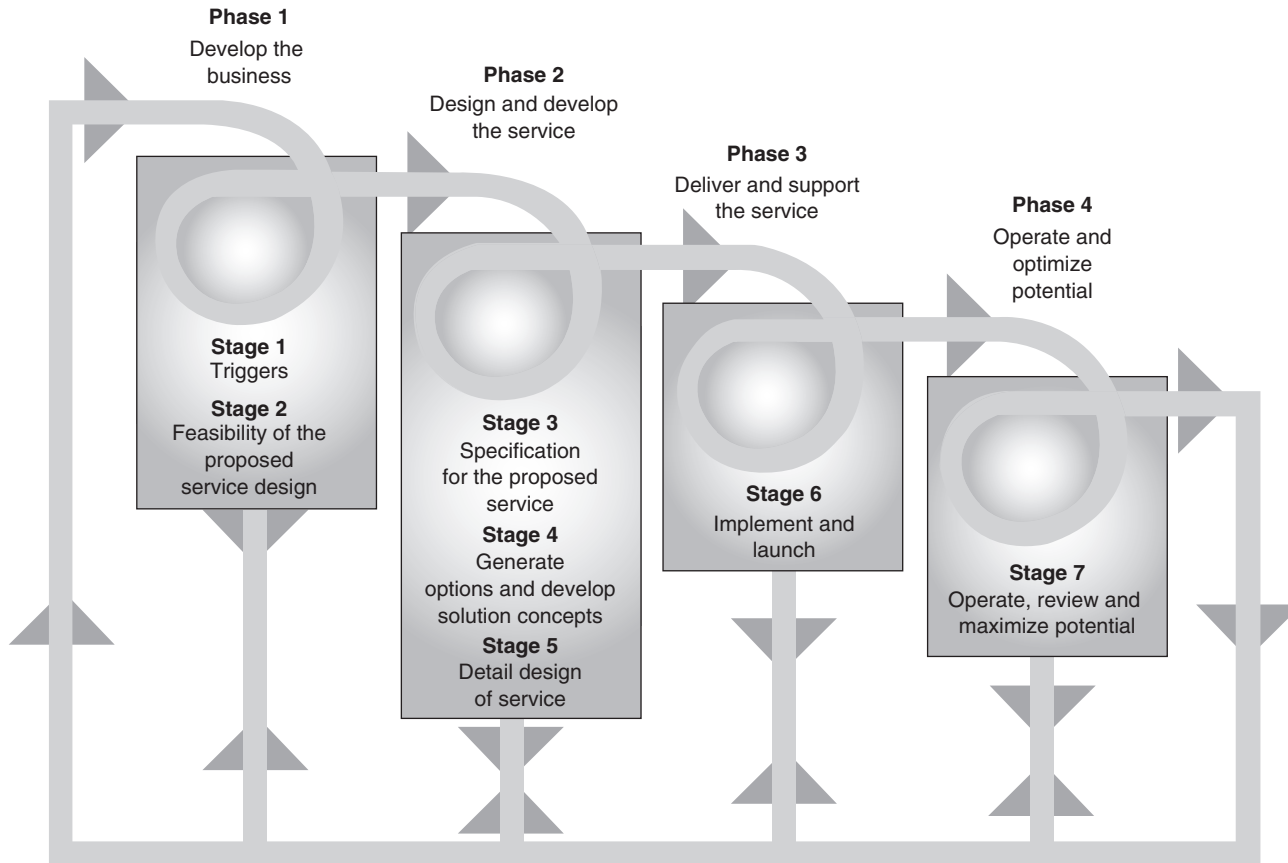 Phase 1
Develop the
business
Stage 1
Triggers
Stage 2
Feasibility of the
proposed
service design
Phase 2
Design and develop
the service
Stage 3
Specification
for the proposed
service
Stage 4
Generate
options and develop
solution concepts
Stage 5
Detail design
of service
Phase 3
Deliver and support
the service
Stage 6
Implement and
launch
Phase 4
Operate and
optimize
potential
Stage 7
Operate, review and
maximize potential